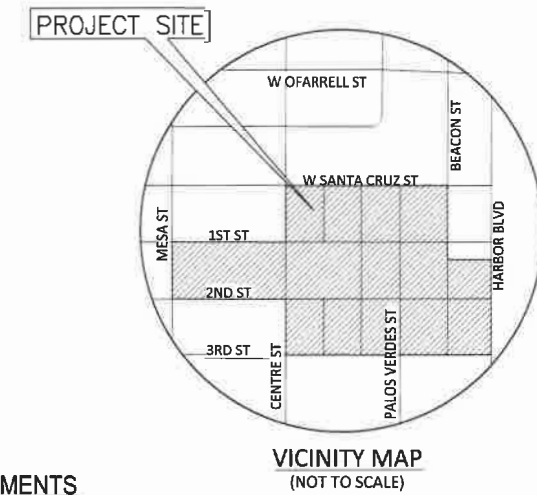 PROJECT SITE
W OFARRELL ST
BEACON ST
W SANTA CRUZ ST
MESA ST
1ST ST
HARBOR BLVD
2ND ST
CENTRE ST
PALOS VERDES ST
3RD ST
VICINITY MAP
(NOT TO SCALE)
MENTS